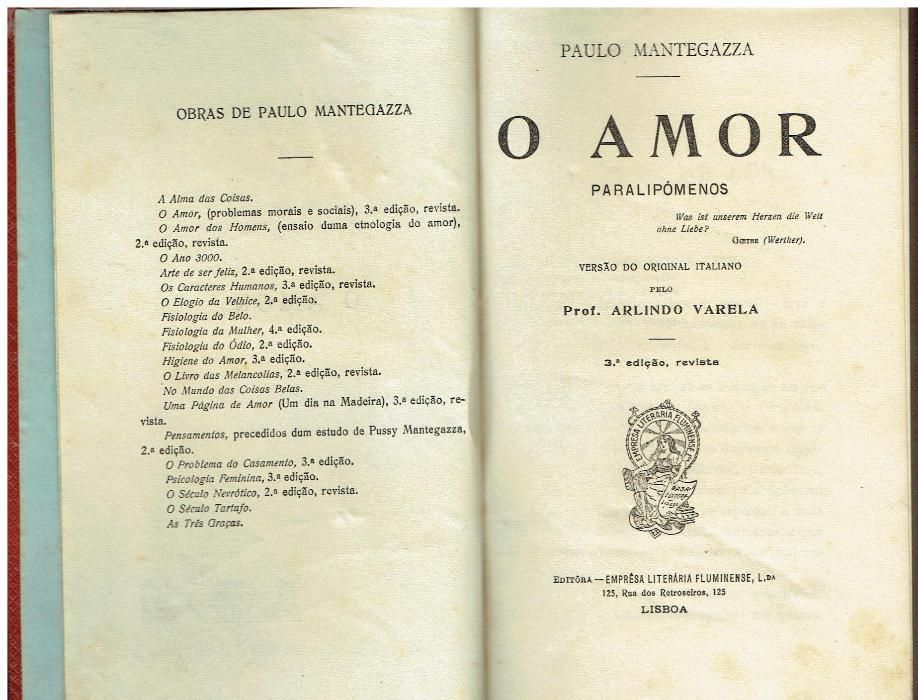 OBRAS DE PAULO MANTEGAZZA
A Alma das Coisas.
O Amor, (problemas morais e sociais), 3.ª edição, revista.
O Amor dos Homens, (ensaio duma etnologia do amor),
2.ª edição, revista.
O Ano 3000.
Arte de ser feliz, 2.ª edição, revista.
Os Caracteres Humanos, 3.ª edição, revista.
O Elogio da Velhice, 2.ª edição.
Fisiologia do Belo.
Fisiologia da Mulher, 4.ª edição.
Fisiologia do Ódio, 2.ª edição.
Higiene do Amor, 3.ª edição.
O Livro das Melancolias, 2.ª edição, revista.
No Mundo das Coisas Belas.
Uma Página de Amor (Um dia na Madeira), 3.ª edição, re-
vista.
Pensamentos, precedidos dum estudo de Pussy Mantegazza,
2.ª edição.
O Problema do Casamento, 3.ª edição.
Psicologia Feminina, 3.ª edição.
O Século Nevrótico, 2.ª edição, revista.
O Século Tartufo.
As Três Graças.
PAULO MANTEGAZZA
O AMOR
PARALIPÓMENOS
Was ist unserem Herzen die Welt
ohne Liebe?
Gœthe (Werther).
VERSÃO DO ORIGINAL ITALIANO
PELO
Prof. ARLINDO VARELA
3.ª edição, revista
EMPRESA LITERARIA FLUMINENSE
Editôra — EMPRÊSA LITERÁRIA FLUMINENSE, L.DA
125, Rua dos Retroseiros, 125
LISBOA